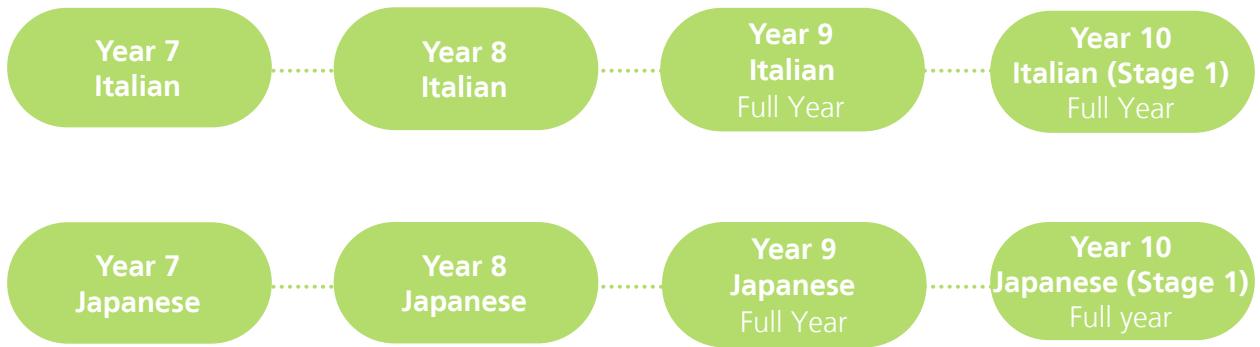 Year 7
Italian
Year 8
Italian
Year 9
Italian
Full Year
Year 10
Italian (Stage 1)
Full Year
Year 7
Japanese
Year 8
Japanese
Year 9
Japanese
Full Year
Year 10
Japanese (Stage 1)
Full year